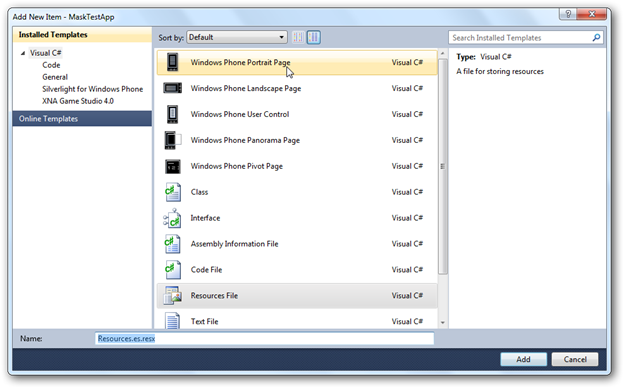 Add New Item - MaskTestApp
Installed Templates
Sort by: Default
Search Installed Templates
Visual C#
Code
General
Silverlight for Windows Phone
XNA Game Studio 4.0
Online Templates
Windows Phone Portrait Page Visual C#
Windows Phone Landscape Page Visual C#
Windows Phone User Control Visual C#
Windows Phone Panorama Page Visual C#
Windows Phone Pivot Page Visual C#
Class Visual C#
Interface Visual C#
Assembly Information File Visual C#
Code File Visual C#
Resources File Visual C#
Text File Visual C#
Type: Visual C#
A file for storing resources
Name: Resources.es.resx
Add Cancel